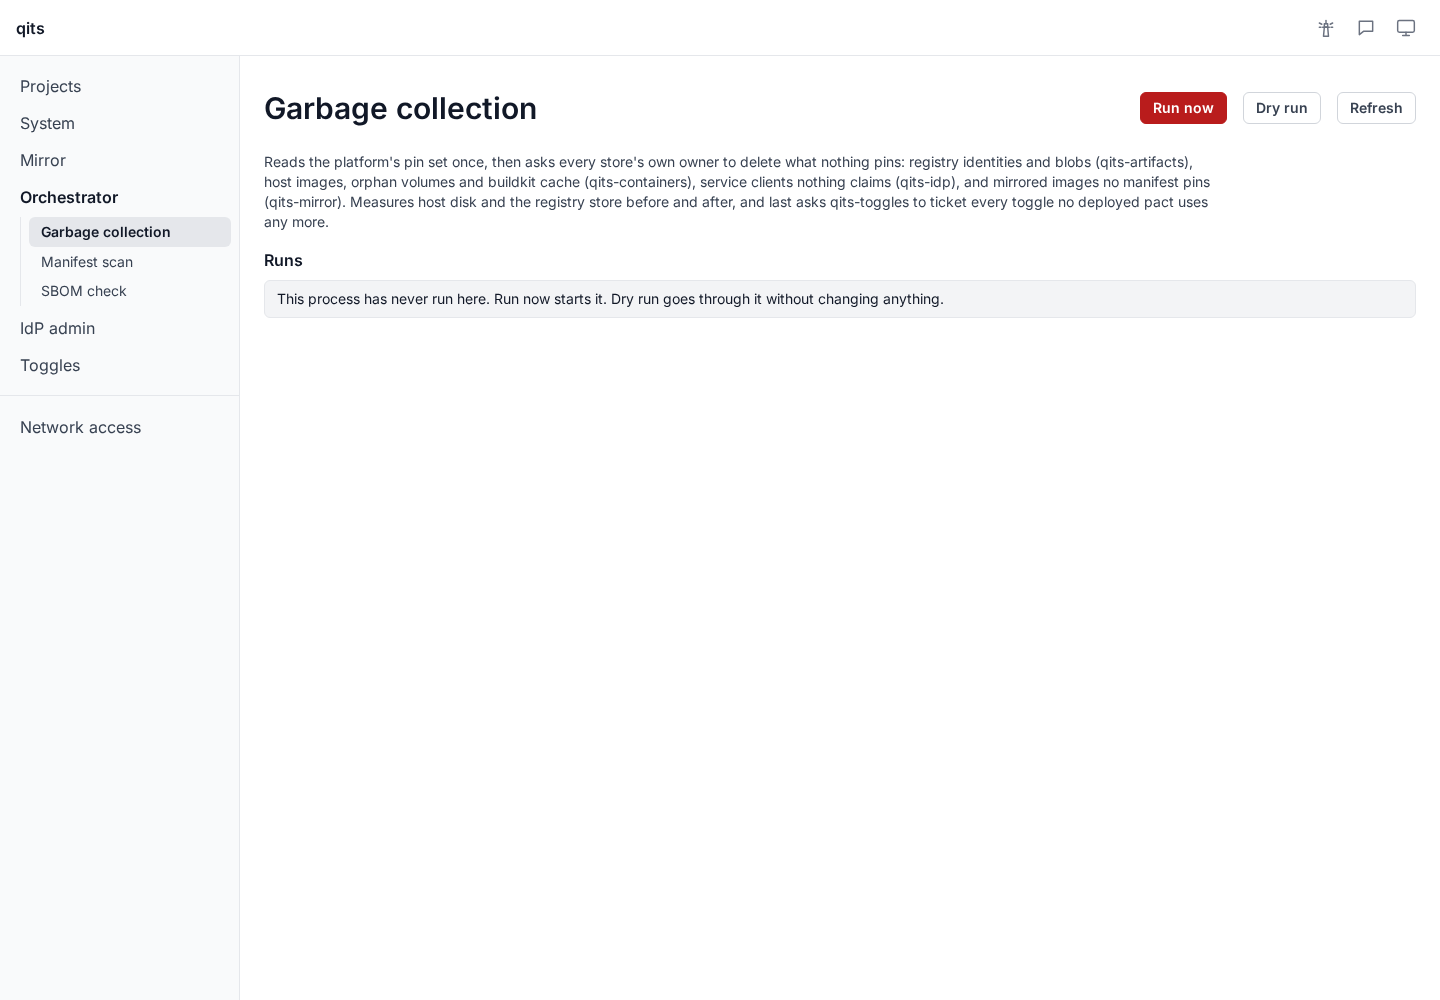 qits
Projects
System
Mirror
Orchestrator
Garbage collection
Manifest scan
SBOM check
IdP admin
Toggles
Network access
Garbage collection
Run now
Dry run
Refresh
Reads the platform's pin set once, then asks every store's own owner to delete what nothing pins: registry identities and blobs (qits-artifacts),
host images, orphan volumes and buildkit cache (qits-containers), service clients nothing claims (qits-idp), and mirrored images no manifest pins
(qits-mirror). Measures host disk and the registry store before and after, and last asks qits-toggles to ticket every toggle no deployed pact uses
any more.
Runs
This process has never run here. Run now starts it. Dry run goes through it without changing anything.